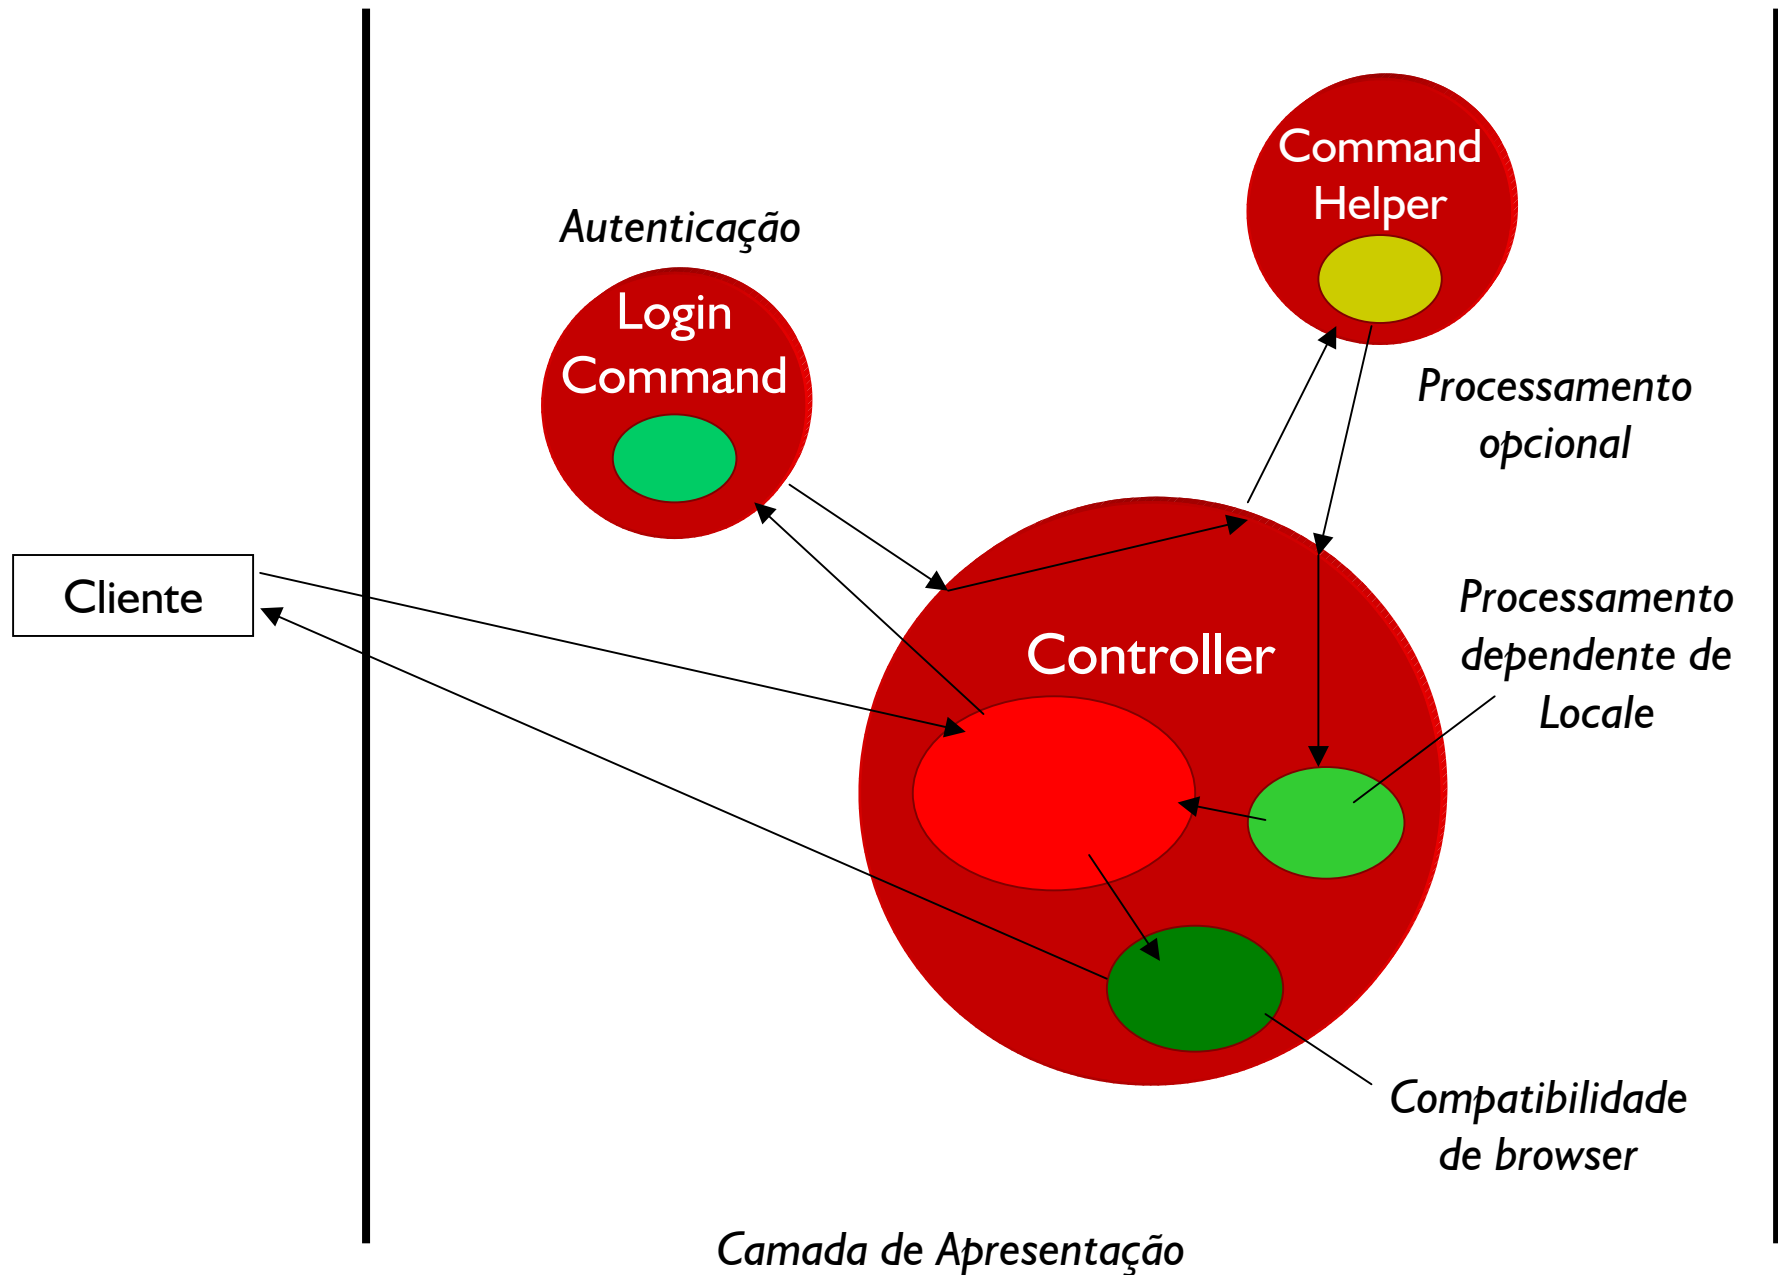 Command
Helper
Autenticação
Login
Command
Processamento
opcional
Cliente
Processamento
dependente de
Locale
Controller
Compatibilidade
de browser
Camada de Apresentação